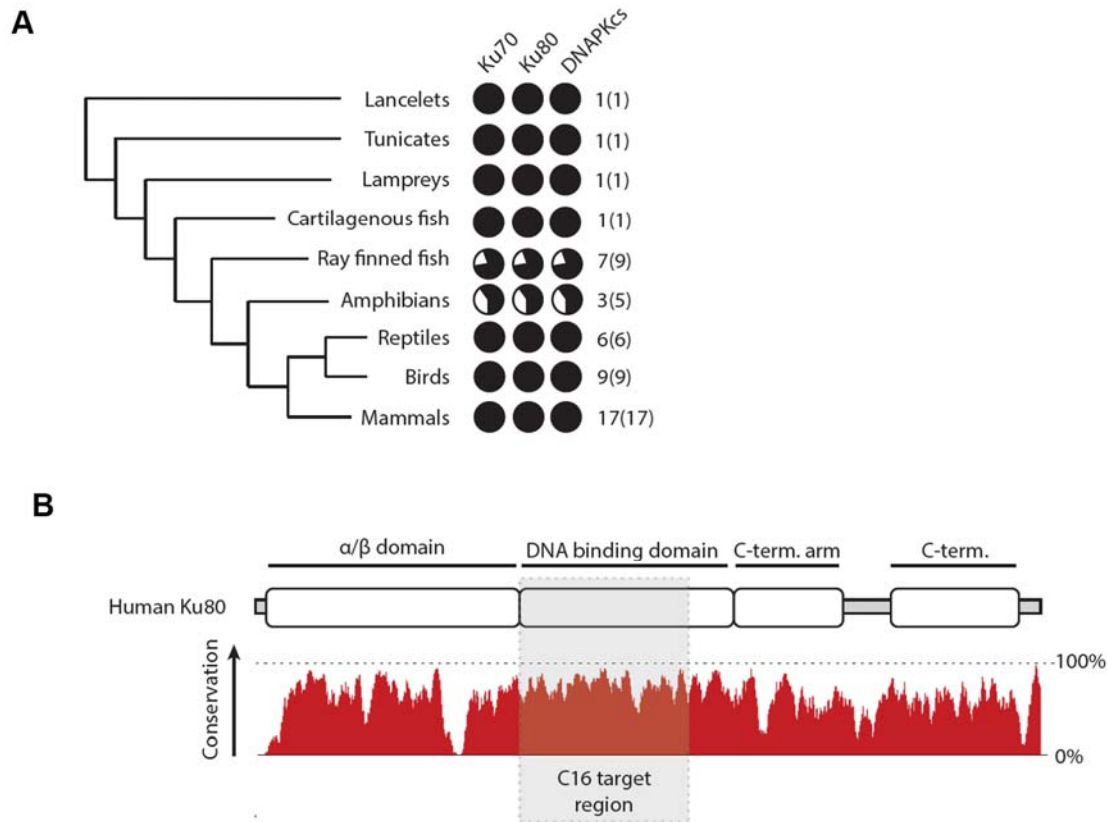 A
Ku70 Ku80 DNAPKcs
Lancelets 1(1)
Tunicates 1(1)
Lampreys 1(1)
Cartilagenous fish 1(1)
Ray finned fish 7(9)
Amphibians 3(5)
Reptiles 6(6)
Birds 9(9)
Mammals 17(17)
B
α/β domain DNA binding domain C-term. arm C-term.
Human Ku80
100%
Conservation
0%
C16 target
region